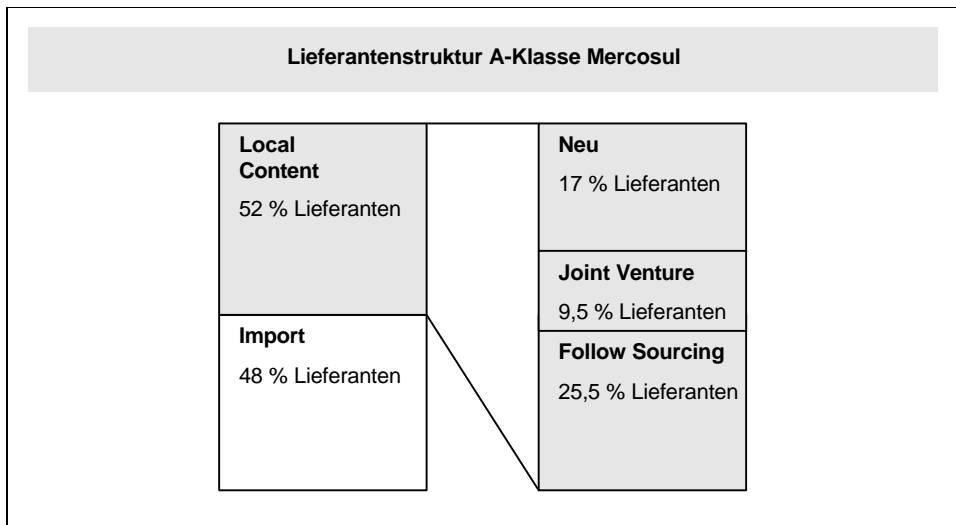 Lieferantenstruktur A-Klasse Mercosul
Local
Content
52 % Lieferanten
Import
48 % Lieferanten
Neu
17 % Lieferanten
Joint Venture
9,5 % Lieferanten
Follow Sourcing
25,5 % Lieferanten